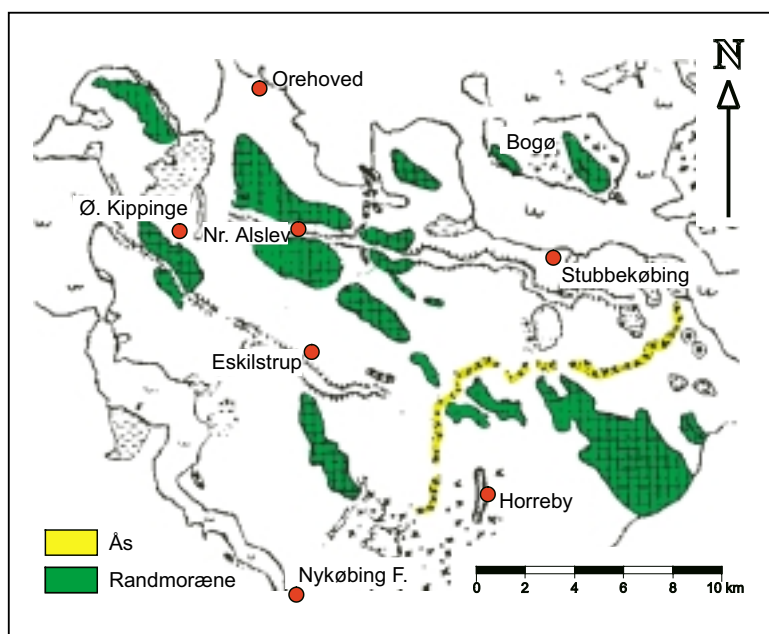 N
Orehoved
Bogø
Ø. Kippinge
Nr. Alslev
Stubbekøbing
Eskilstrup
Horreby
Ås
Randmoræne
Nykøbing F.
0 2 4 6 8 10 km